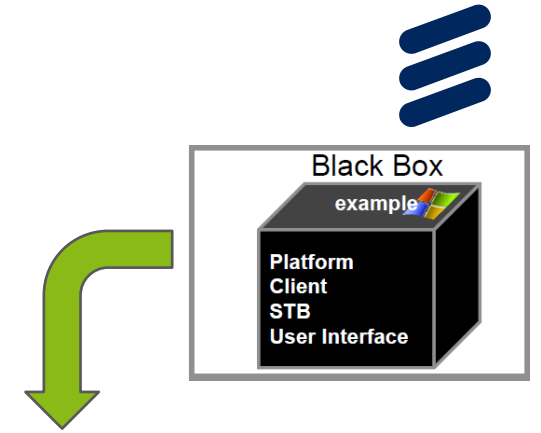 Black Box
example
Platform
Client
STB
User Interface